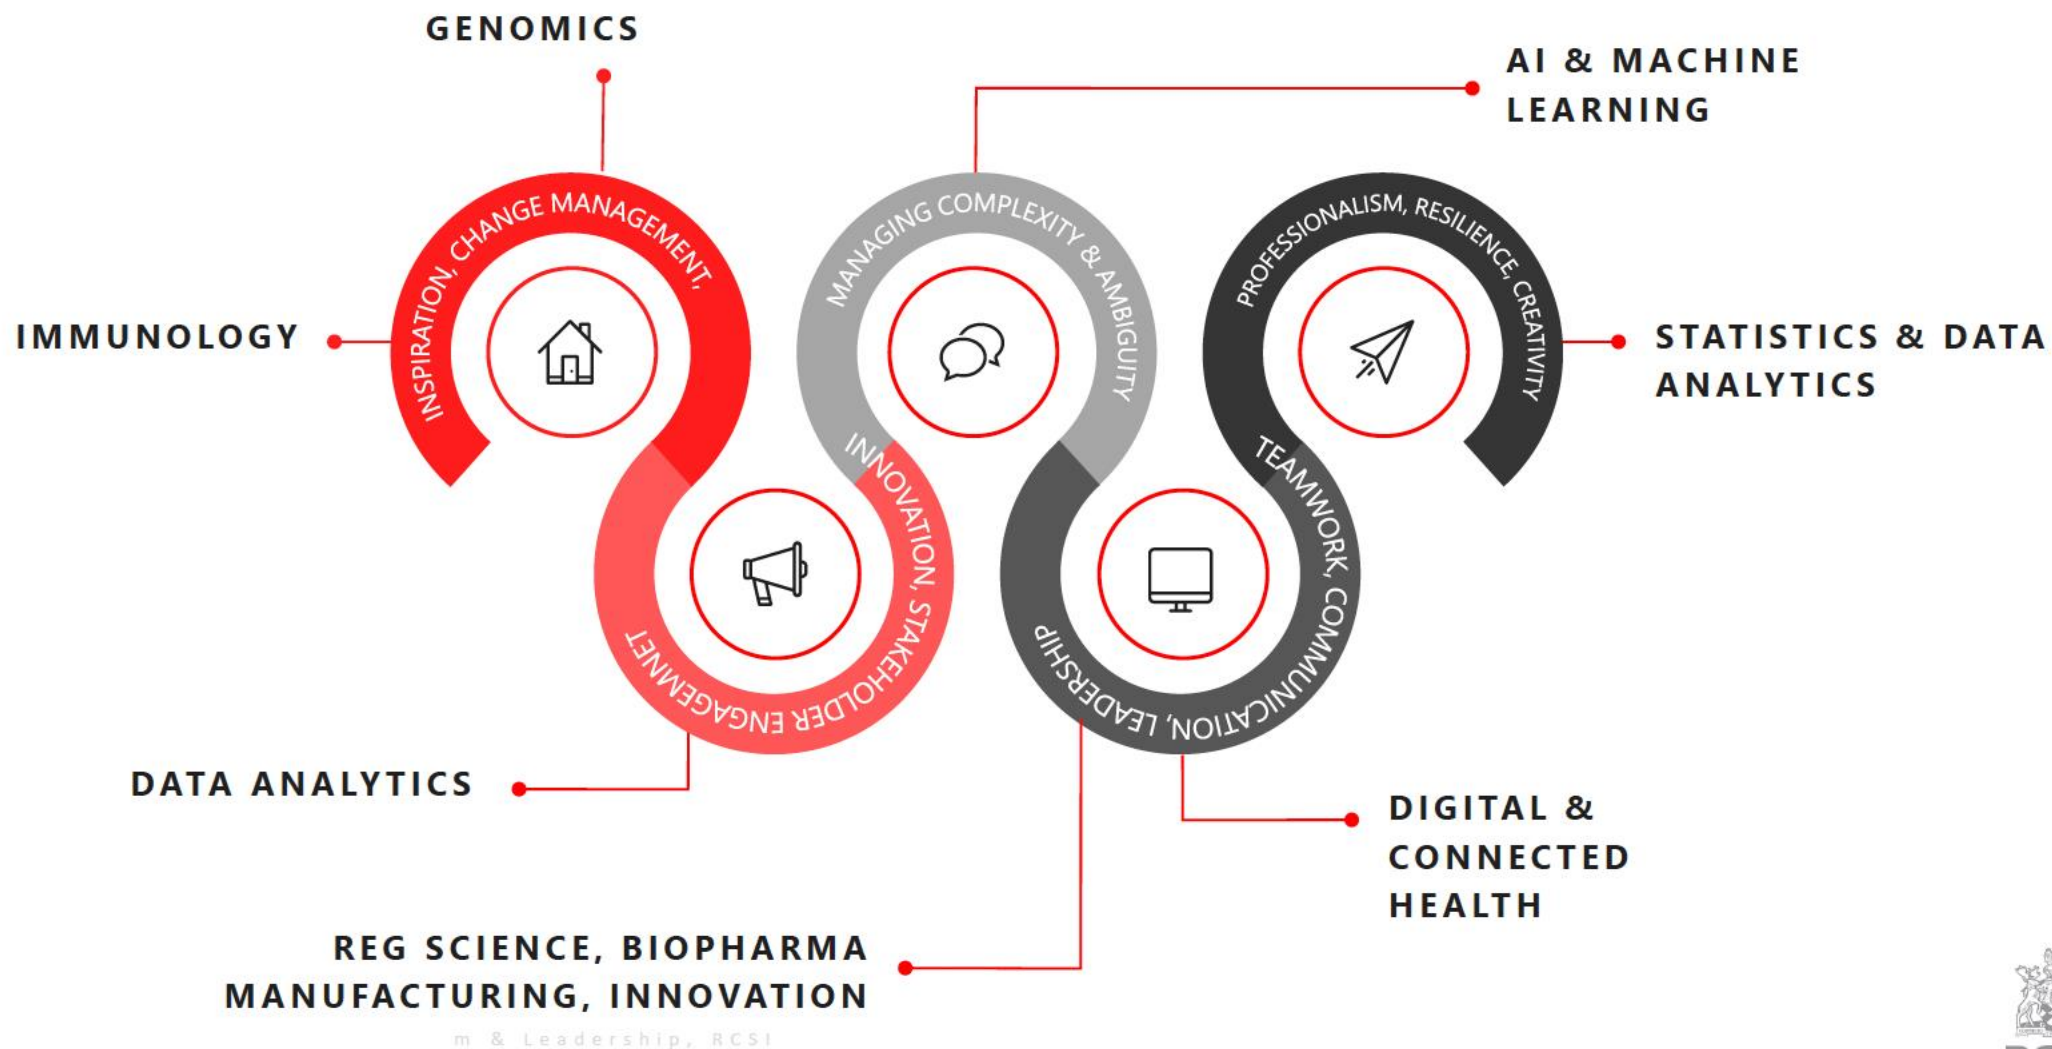 GENOMICS
AI & MACHINE
LEARNING
INSPIRATION, CHANGE MANAGEMENT,
MANAGING COMPLEXITY & AMBIGUITY
PROFESSIONALISM, RESILIENCE, CREATIVITY
IMMUNOLOGY
STATISTICS & DATA
ANALYTICS
INNOVATION, STAKEHOLDER ENGAGEMNET
TEAMWORK, COMMUNICATION, LEADERSHIP
DATA ANALYTICS
DIGITAL &
CONNECTED
HEALTH
REG SCIENCE, BIOPHARMA
MANUFACTURING, INNOVATION
m & Leadership, RCSI